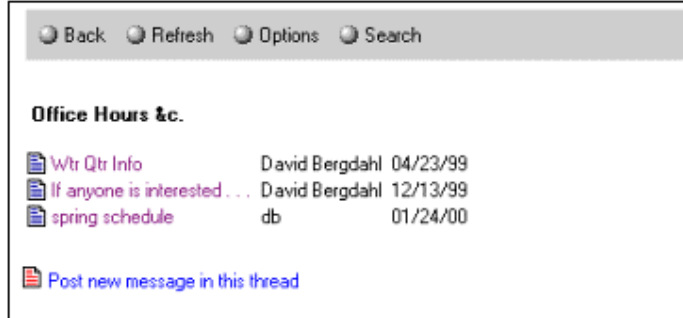 Back Refresh Options Search
Office Hours &c.
Wtr Qtr Info David Bergdahl 04/23/99
If anyone is interested . . . David Bergdahl 12/13/99
spring schedule db 01/24/00
Post new message in this thread